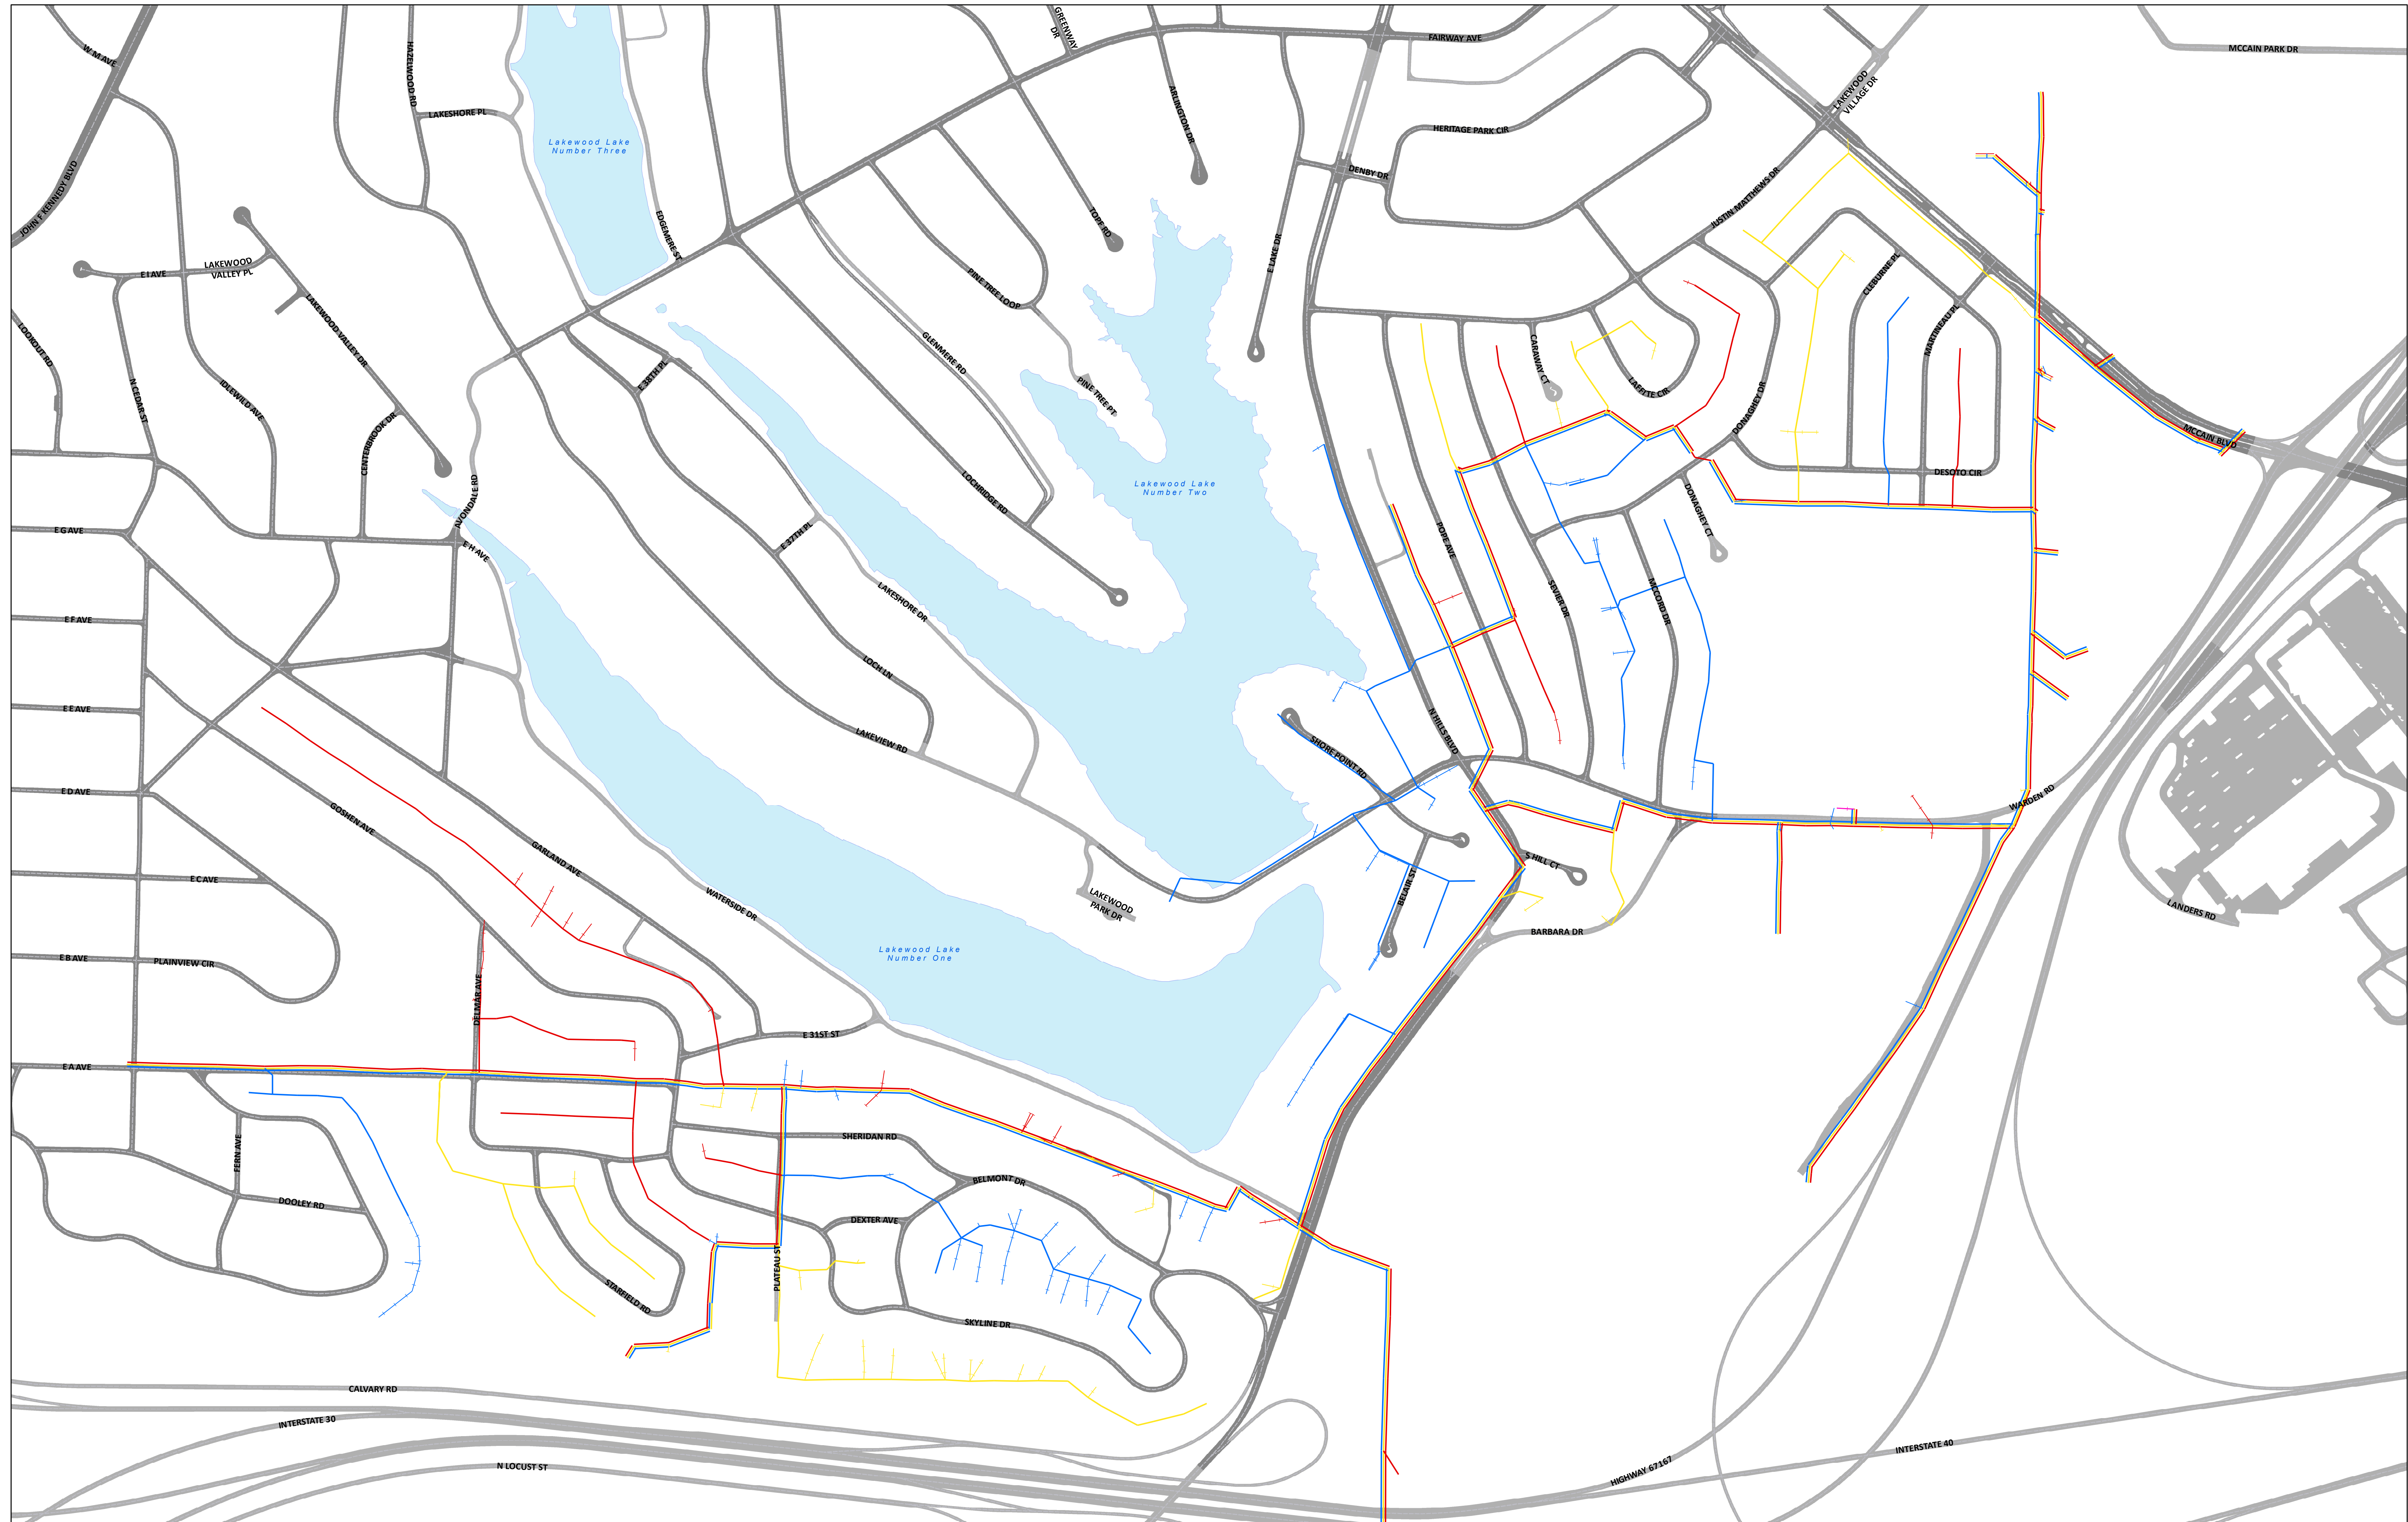 W M AVE
HAZELWOOD RD
GREENWAY
DR
FAIRWAY AVE
MCCAIN PARK DR
LAKESHORE PL
ARLINGTON DR
LAKEWOOD
VILLAGE DR
Lakewood Lake
Number Three
HERITAGE PARK CIR
JOHN F KENNEDY BLVD
DENBY DR
JUSTIN MATTHEWS DR
EDGEMERE ST
TOPF RD
E LAKE DR
E I AVE
LAKEWOOD
VALLEY PL
PINE TREE LOOP
CLEBURNE PL
LAKEWOOD VALLEY DR
LOOKOUT RD
MARTINEAU PL
GLENMERE RD
CARAWAY CT
E 38TH PL
LAFETE CIR
PINE TREE PT
N CEDAR ST
IDLEWILD AVE
DONAGHEY DR
CENTERBROOK DR
MCCAIN BLVD
DESOTO CIR
Lakewood Lake
Number Two
LOCHRIDGE RD
AVONDALE RD
DONAGHEY CT
E G AVE
E 37TH PL
POPE AVE
E H AVE
LAKESHORE DR
SEVIER DR
MCCORD DR
E F AVE
LOCH LN
E E AVE
N HILLS BLVD
LAKEVIEW RD
SHORE POINT RD
E D AVE
WARDEN RD
GOSHEN AVE
GARLAND AVE
S HILL CT
E C AVE
BELAIR ST
WATERSIDE DR
LAKEWOOD
PARK DR
LANDERS RD
BARBARA DR
Lakewood Lake
Number One
E B AVE
PLAINVIEW CIR
DELMAR AVE
E 31ST ST
E A AVE
SHERIDAN RD
FERN AVE
BELMONT DR
DOOLEY RD
DEXTER AVE
PLATEAU ST
STARFIELD RD
SKYLINE DR
CALVARY RD
INTERSTATE 30
INTERSTATE 40
N LOCUST ST
HIGHWAY 67167